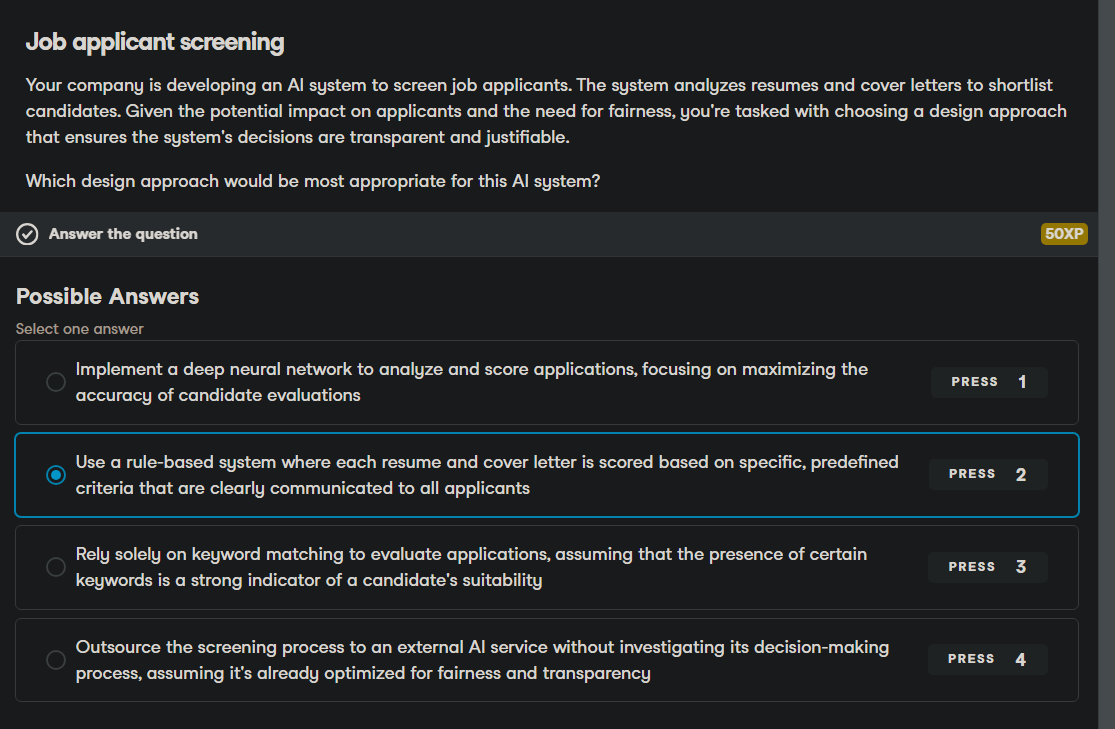 Job applicant screening
Your company is developing an AI system to screen job applicants. The system analyzes resumes and cover letters to shortlist
candidates. Given the potential impact on applicants and the need for fairness, you're tasked with choosing a design approach
that ensures the system's decisions are transparent and justifiable.
Which design approach would be most appropriate for this AI system?
Answer the question
50XP
Possible Answers
Select one answer
Implement a deep neural network to analyze and score applications, focusing on maximizing the
accuracy of candidate evaluations
PRESS 1
Use a rule-based system where each resume and cover letter is scored based on specific, predefined
criteria that are clearly communicated to all applicants
PRESS 2
Rely solely on keyword matching to evaluate applications, assuming that the presence of certain
keywords is a strong indicator of a candidate's suitability
PRESS 3
Outsource the screening process to an external AI service without investigating its decision-making
process, assuming it's already optimized for fairness and transparency
PRESS 4